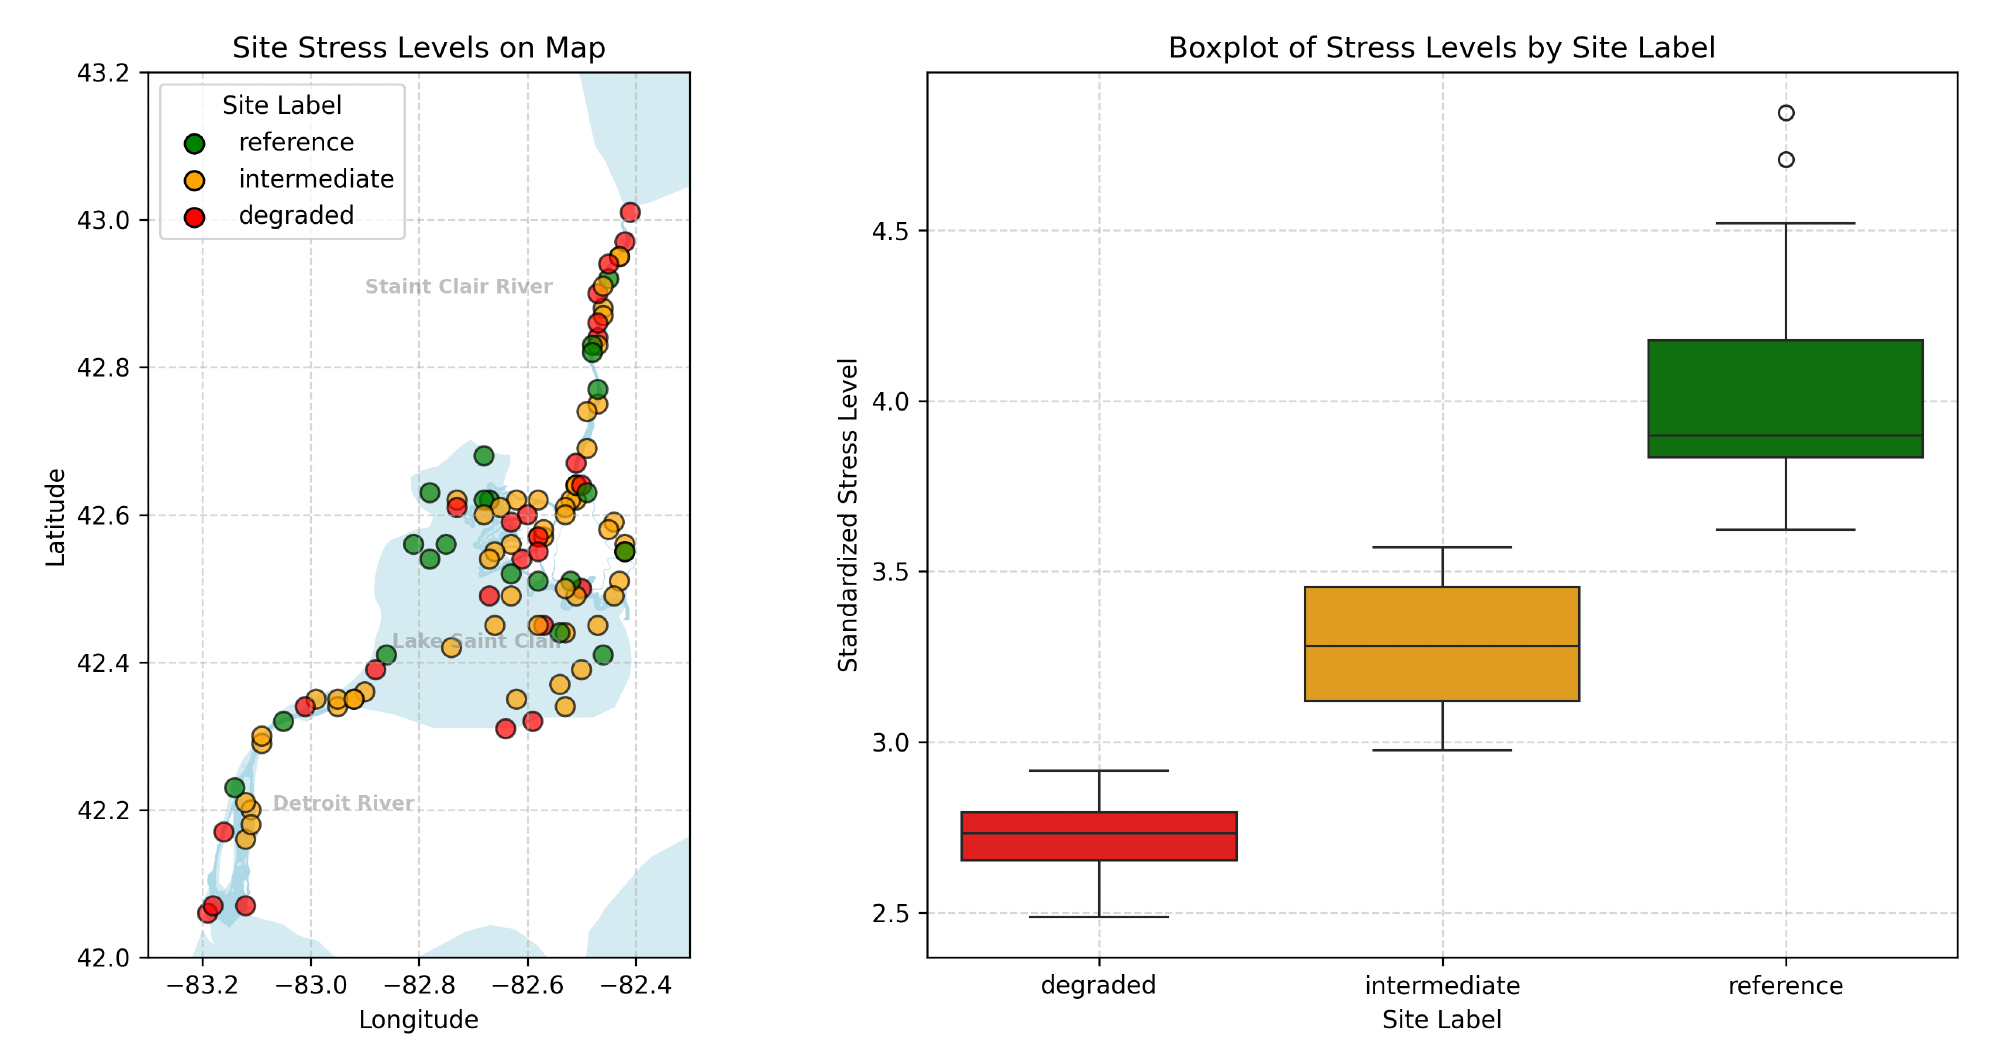 Site Stress Levels on Map
43.2
43.0
42.8
42.6
42.4
42.2
42.0
Latitude
Site Label
reference
intermediate
degraded
Staint Clair River
Lake Saint Clair
Detroit River
−83.2
−83.0
−82.8
−82.6
−82.4
Longitude
Boxplot of Stress Levels by Site Label
4.5
4.0
3.5
3.0
2.5
Standardized Stress Level
degraded
intermediate
reference
Site Label